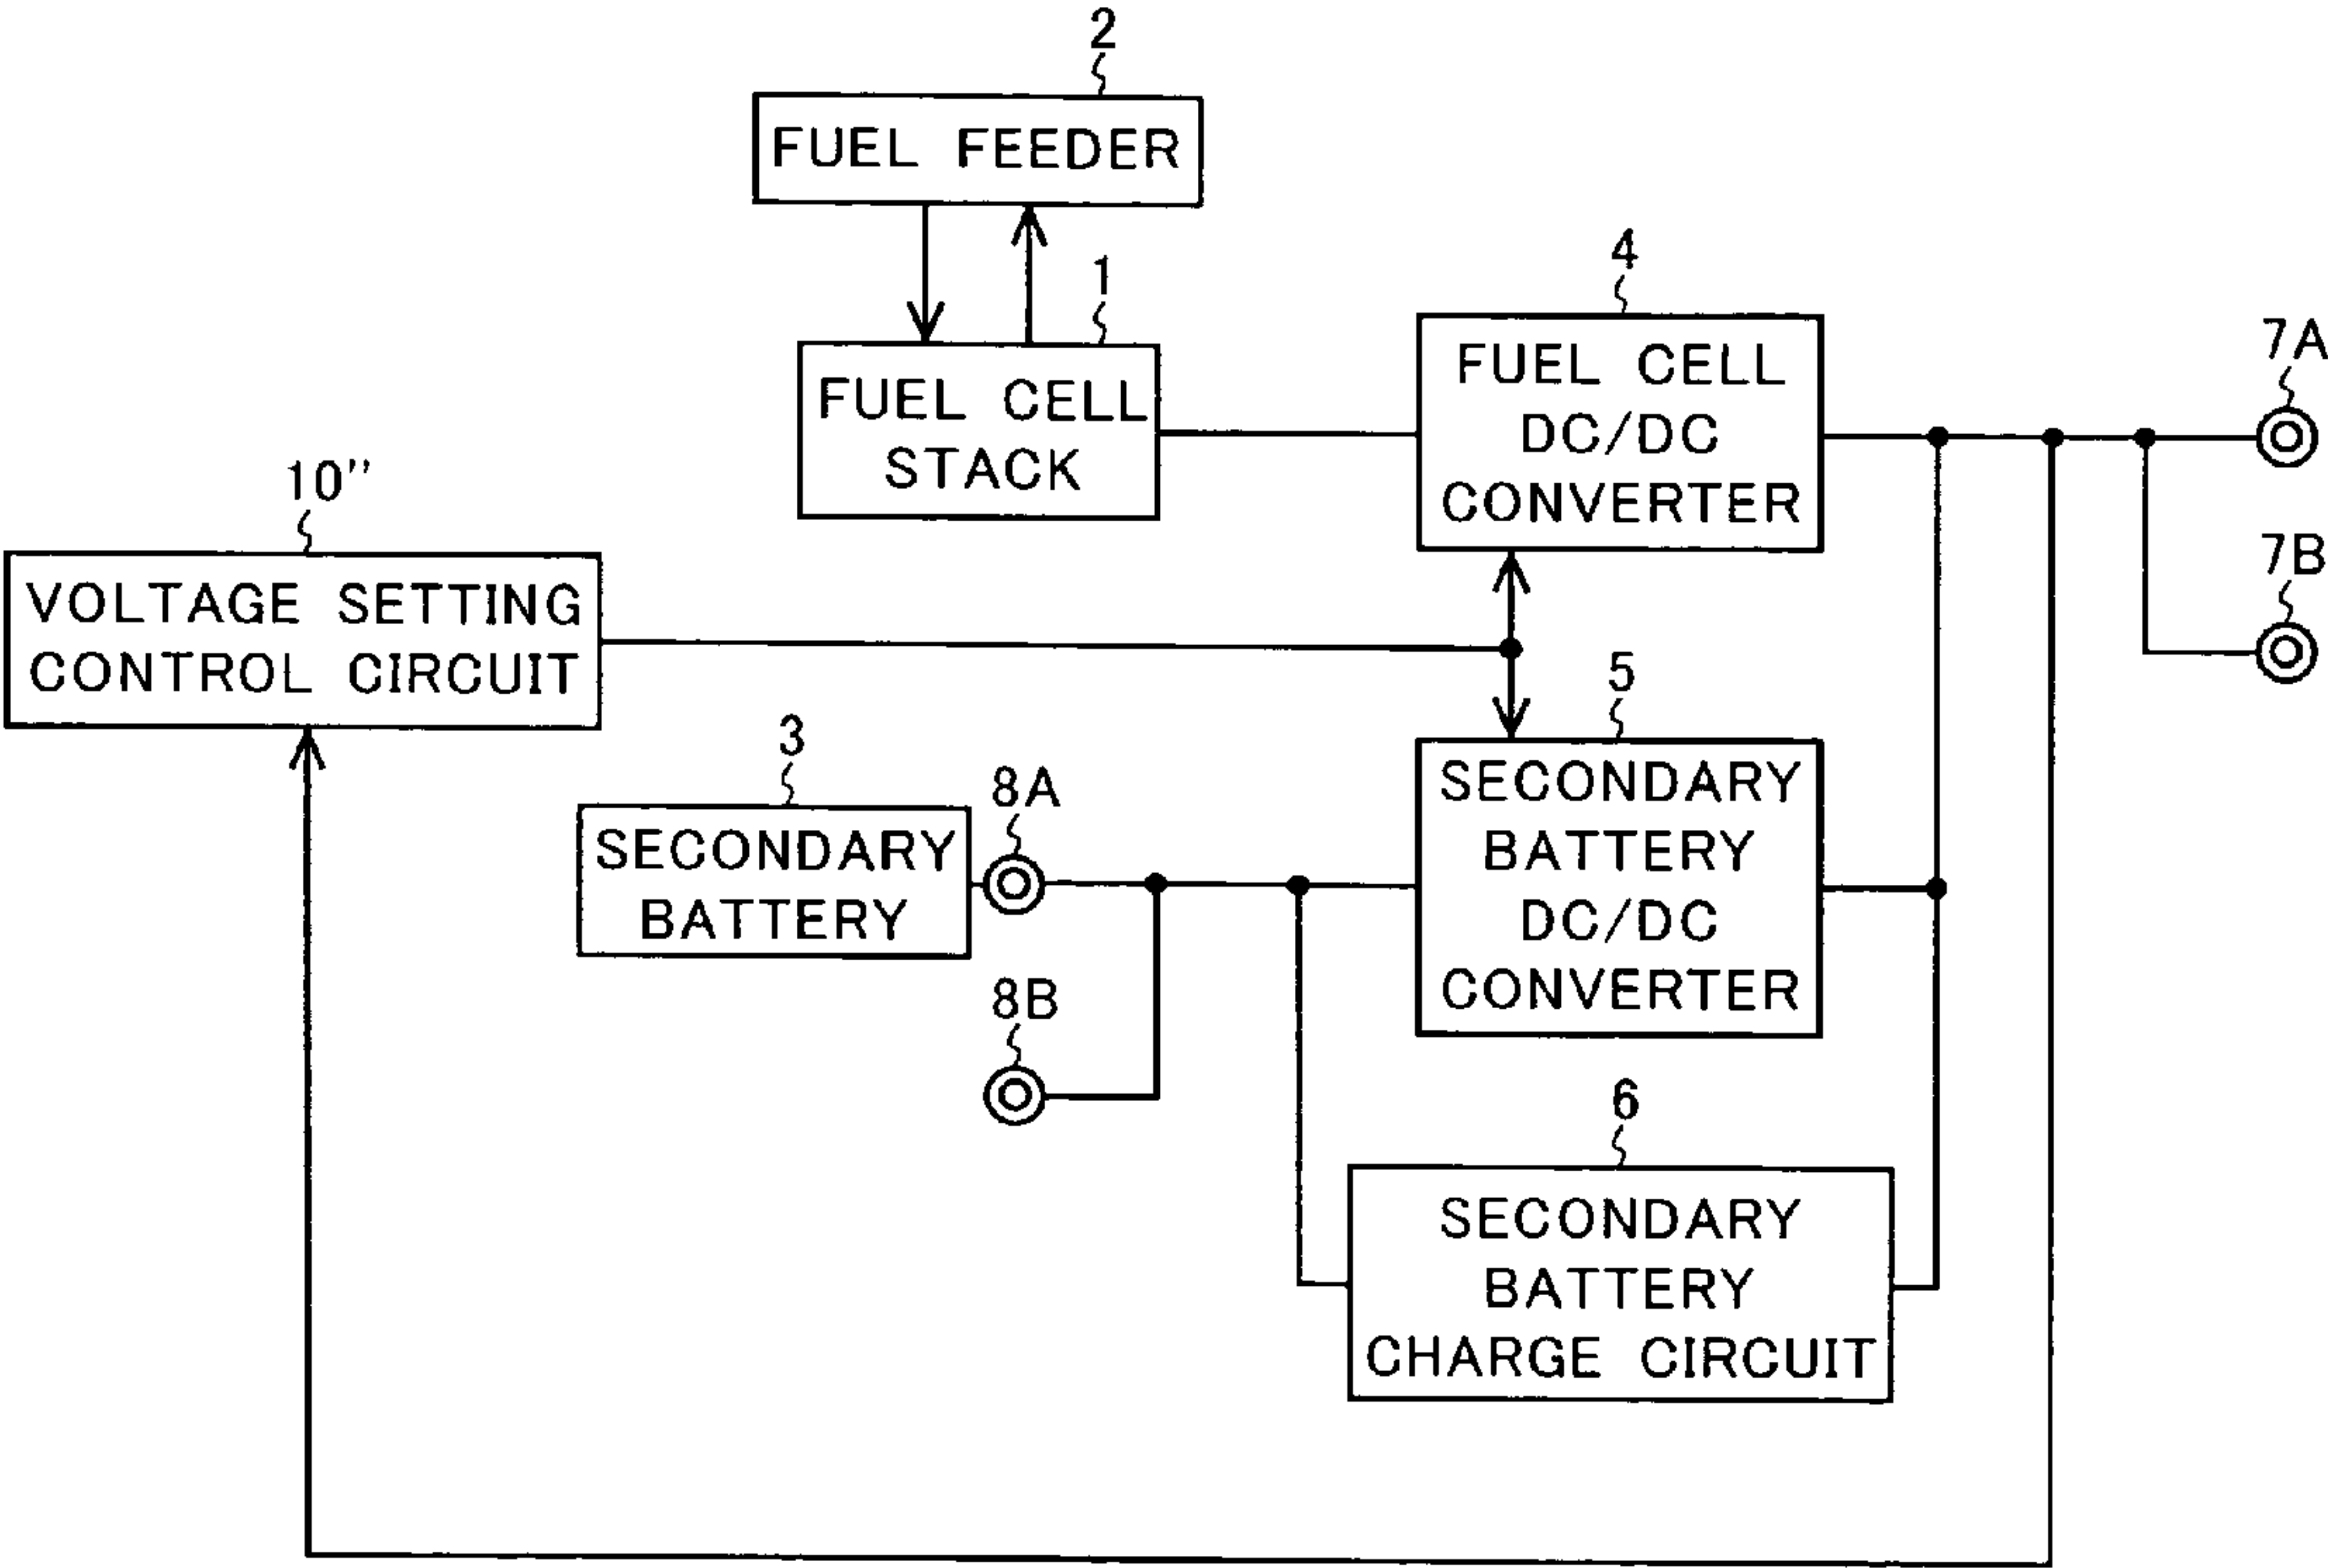 2
FUEL FEEDER
1
FUEL CELL
STACK
4
FUEL CELL
DC/DC
CONVERTER
7A
7B
10"
VOLTAGE SETTING
CONTROL CIRCUIT
3
SECONDARY
BATTERY
8A
8B
5
SECONDARY
BATTERY
DC/DC
CONVERTER
6
SECONDARY
BATTERY
CHARGE CIRCUIT